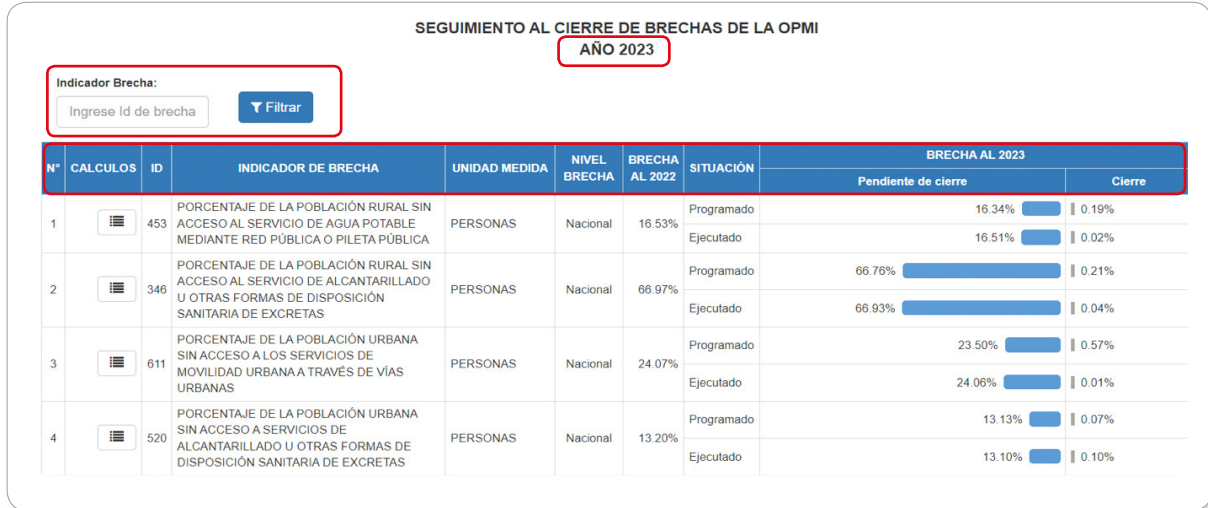 SEGUIMIENTO AL CIERRE DE BRECHAS DE LA OPMI
AÑO 2023
Indicador Brecha:
Ingrese Id de brecha
Filtrar
N° CALCULOS ID INDICADOR DE BRECHA UNIDAD MEDIDA NIVEL BRECHA BRECHA AL 2022 SITUACIÓN BRECHA AL 2023
Pendiente de cierre Cierre
1 453 PORCENTAJE DE LA POBLACIÓN RURAL SIN
ACCESO AL SERVICIO DE AGUA POTABLE
MEDIANTE RED PÚBLICA O PILETA PÚBLICA
PERSONAS Nacional 16.53%
Programado 16.34% 0.19%
Ejecutado 16.51% 0.02%
2 346 PORCENTAJE DE LA POBLACIÓN RURAL SIN
ACCESO AL SERVICIO DE ALCANTARILLADO
U OTRAS FORMAS DE DISPOSICIÓN
SANITARIA DE EXCRETAS
PERSONAS Nacional 66.97%
Programado 66.76% 0.21%
Ejecutado 66.93% 0.04%
3 611 PORCENTAJE DE LA POBLACIÓN URBANA
SIN ACCESO A LOS SERVICIOS DE
MOVILIDAD URBANA A TRAVÉS DE VÍAS
URBANAS
PERSONAS Nacional 24.07%
Programado 23.50% 0.57%
Ejecutado 24.06% 0.01%
4 520 PORCENTAJE DE LA POBLACIÓN URBANA
SIN ACCESO A SERVICIOS DE
ALCANTARILLADO U OTRAS FORMAS DE
DISPOSICIÓN SANITARIA DE EXCRETAS
PERSONAS Nacional 13.20%
Programado 13.13% 0.07%
Ejecutado 13.10% 0.10%